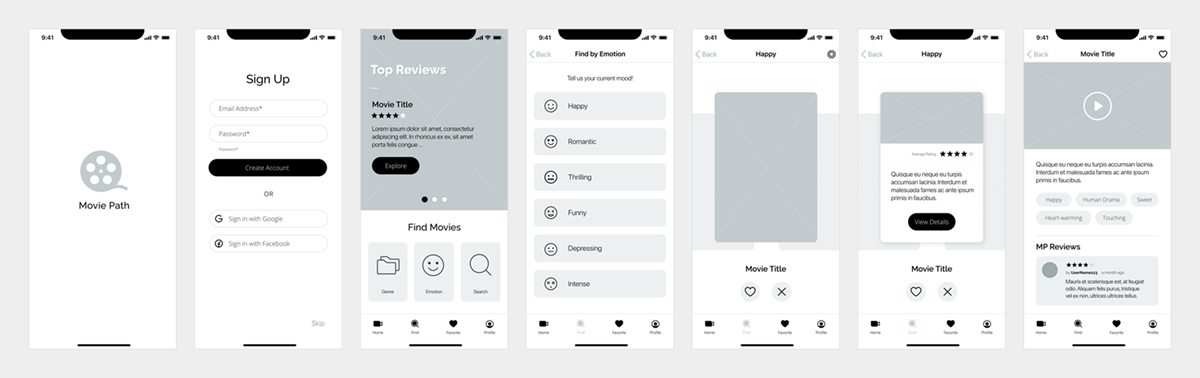 9:41
Movie Path
9:41
Sign Up
Email Address*
Password*
Password*
Create Account
OR
Sign in with Google
Sign in with Facebook
Skip
9:41
Top Reviews
Movie Title
Lorem ipsum dolor sit amet, consectetur
adipiscing elit. In rhoncus ex ex, sit amet
porta felis congue ...
Explore
Find Movies
Genres
Emotion
Search
Home
Find
Favorite
Profile
9:41
Back
Find by Emotion
Tell us your current mood!
Happy
Romantic
Thrilling
Funny
Depressing
Intense
Home
Find
Favorite
Profile
9:41
Back
Happy
Movie Title
Home
Find
Favorite
Profile
9:41
Back
Happy
Average Rating
Quisque eu neque eu turpis
accumsan lacinia. Interdum et
malesuada fames ac ante
ipsum primis in faucibus.
View Details
Movie Title
Home
Find
Favorite
Profile
9:41
Back
Movie Title
Quisque eu neque eu turpis accumsan lacinia.
Interdum et malesuada fames ac ante ipsum
primis in faucibus.
Happy
Human Drama
Sweet
Heart-warming
Touching
MP Reviews
by UserName123 a month ago
Mauris et scelerisque est, at feugiat
odio. Aliquam felis purus, tristique
vel ex non, ultrices ultrices tellus.
Home
Find
Favorite
Profile